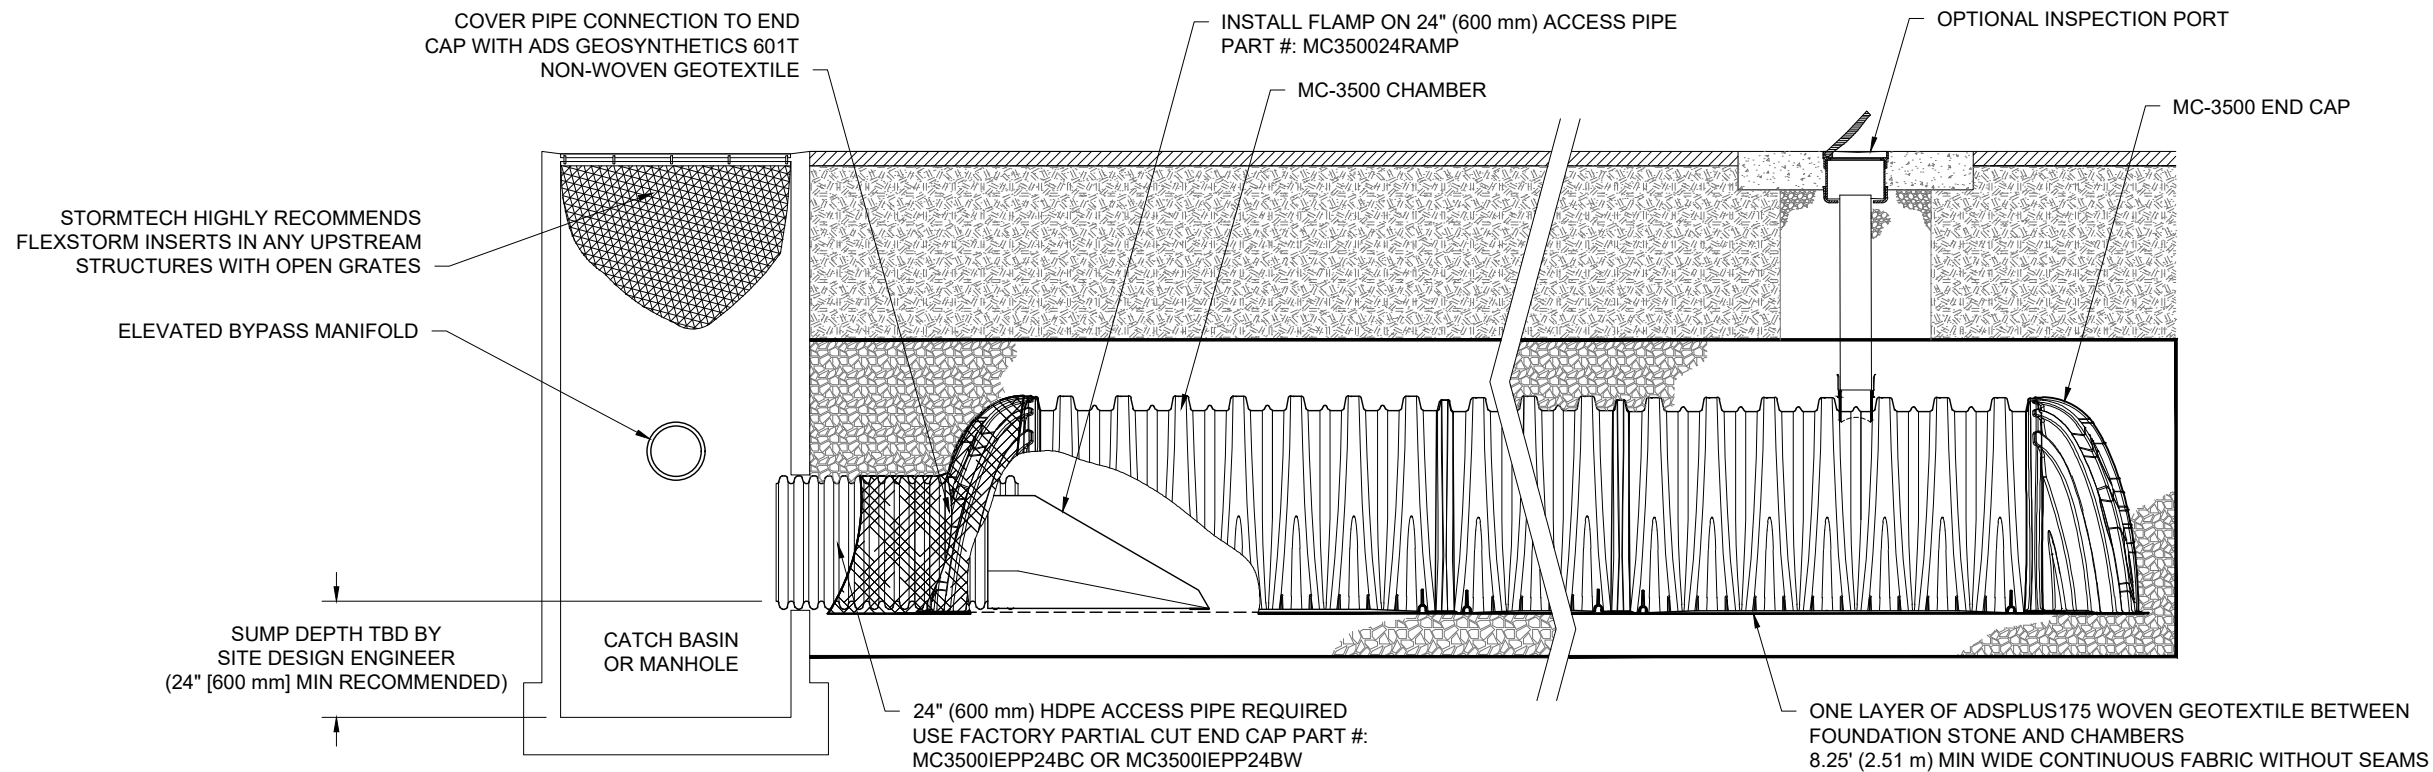 COVER PIPE CONNECTION TO END
CAP WITH ADS GEOSYNTHETICS 601T
NON-WOVEN GEOTEXTILE
INSTALL FLAMP ON 24" (600 mm) ACCESS PIPE
PART #: MC350024RAMP
MC-3500 CHAMBER
OPTIONAL INSPECTION PORT
MC-3500 END CAP
STORMTECH HIGHLY RECOMMENDS
FLEXSTORM INSERTS IN ANY UPSTREAM
STRUCTURES WITH OPEN GRATES
ELEVATED BYPASS MANIFOLD
SUMP DEPTH TBD BY
SITE DESIGN ENGINEER
(24" [600 mm] MIN RECOMMENDED)
CATCH BASIN
OR MANHOLE
24" (600 mm) HDPE ACCESS PIPE REQUIRED
USE FACTORY PARTIAL CUT END CAP PART #:
MC3500IEPP24BC OR MC3500IEPP24BW
ONE LAYER OF ADSPLUS175 WOVEN GEOTEXTILE BETWEEN
FOUNDATION STONE AND CHAMBERS
8.25' (2.51 m) MIN WIDE CONTINUOUS FABRIC WITHOUT SEAMS